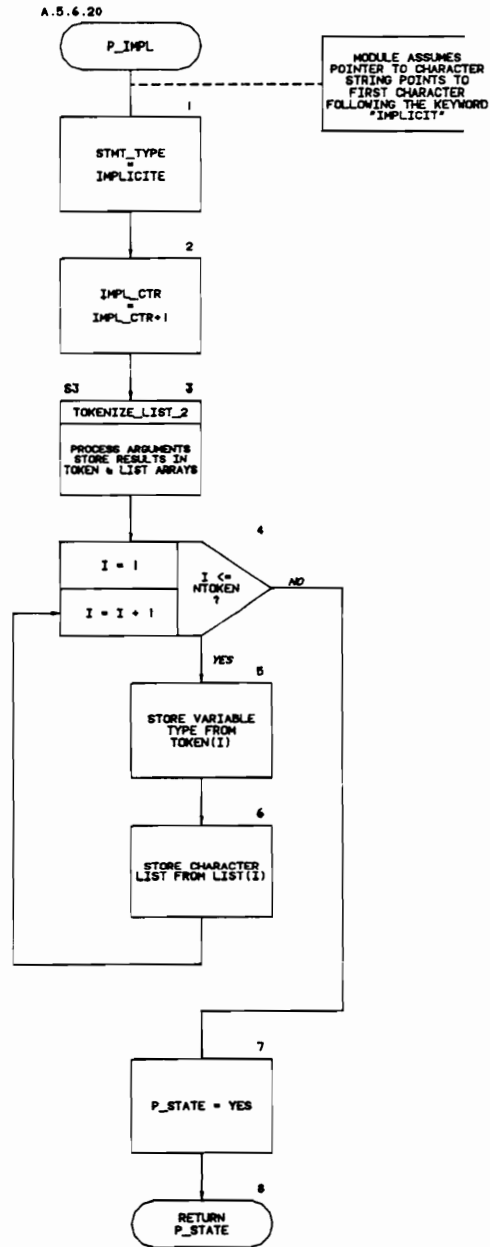 A.5.6.20
P_IMPL
MODULE ASSUMES
POINTER TO CHARACTER
STRING POINTS TO
FIRST CHARACTER
FOLLOWING THE KEYWORD
"IMPLICIT"
1
STMT_TYPE
=
IMPLICITE
2
IMPL_CTR
=
IMPL_CTR+1
S3 3
TOKENIZE_LIST_2
PROCESS ARGUMENTS
STORE RESULTS IN
TOKEN & LIST ARRAYS
4
I = 1
I = I + 1
I <=
NTOKEN
?
NO
YES
5
STORE VARIABLE
TYPE FROM
TOKEN(I)
6
STORE CHARACTER
LIST FROM LIST(I)
7
P_STATE = YES
8
RETURN
P_STATE